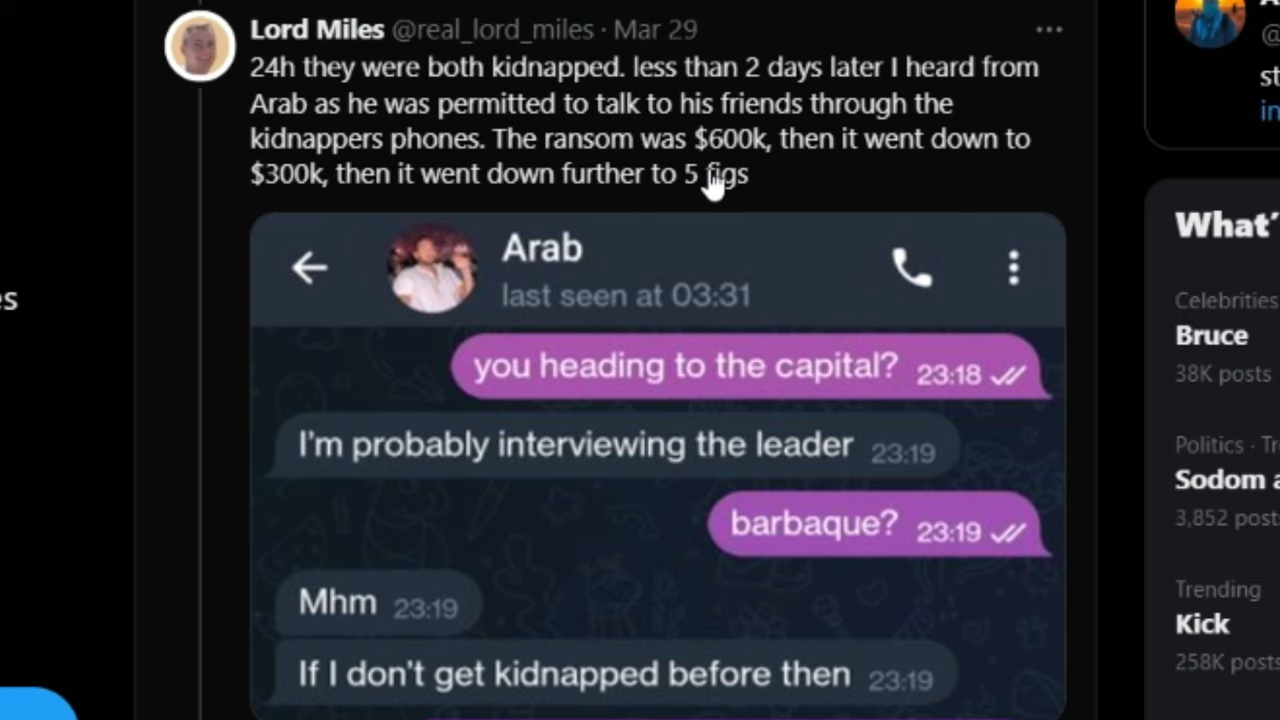 Lord Miles @real_lord_miles · Mar 29
24h they were both kidnapped. less than 2 days later I heard from
Arab as he was permitted to talk to his friends through the
kidnappers phones. The ransom was $600k, then it went down to
$300k, then it went down further to 5 figs
Arab
last seen at 03:31
you heading to the capital? 23:18
I'm probably interviewing the leader 23:19
barbaque? 23:19
Mhm 23:19
If I don't get kidnapped before then 23:19
What'
Celebrities
Bruce
38K posts
Politics ·
Sodom
3,852 post
Trending
Kick
258K posts